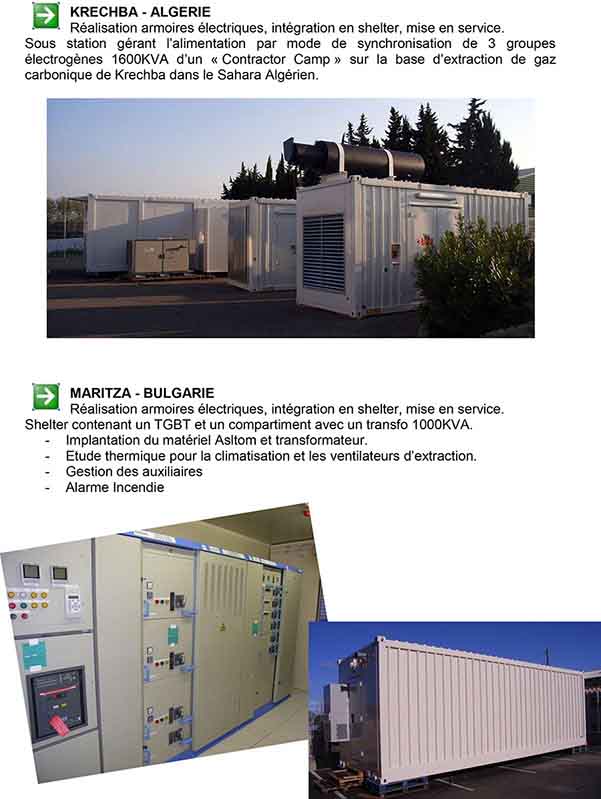 KRECHBA - ALGERIE
Réalisation armoires électriques, intégration en shelter, mise en service.
Sous station gérant l'alimentation par mode de synchronisation de 3 groupes
électrogènes 1600KVA d'un « Contractor Camp » sur la base d'extraction de gaz
carbonique de Krechba dans le Sahara Algérien.
MARITZA - BULGARIE
Réalisation armoires électriques, intégration en shelter, mise en service.
Shelter contenant un TGBT et un compartiment avec un transfo 1000KVA.
- Implantation du matériel Asltom et transformateur.
- Etude thermique pour la climatisation et les ventilateurs d'extraction.
- Gestion des auxiliaires
- Alarme Incendie